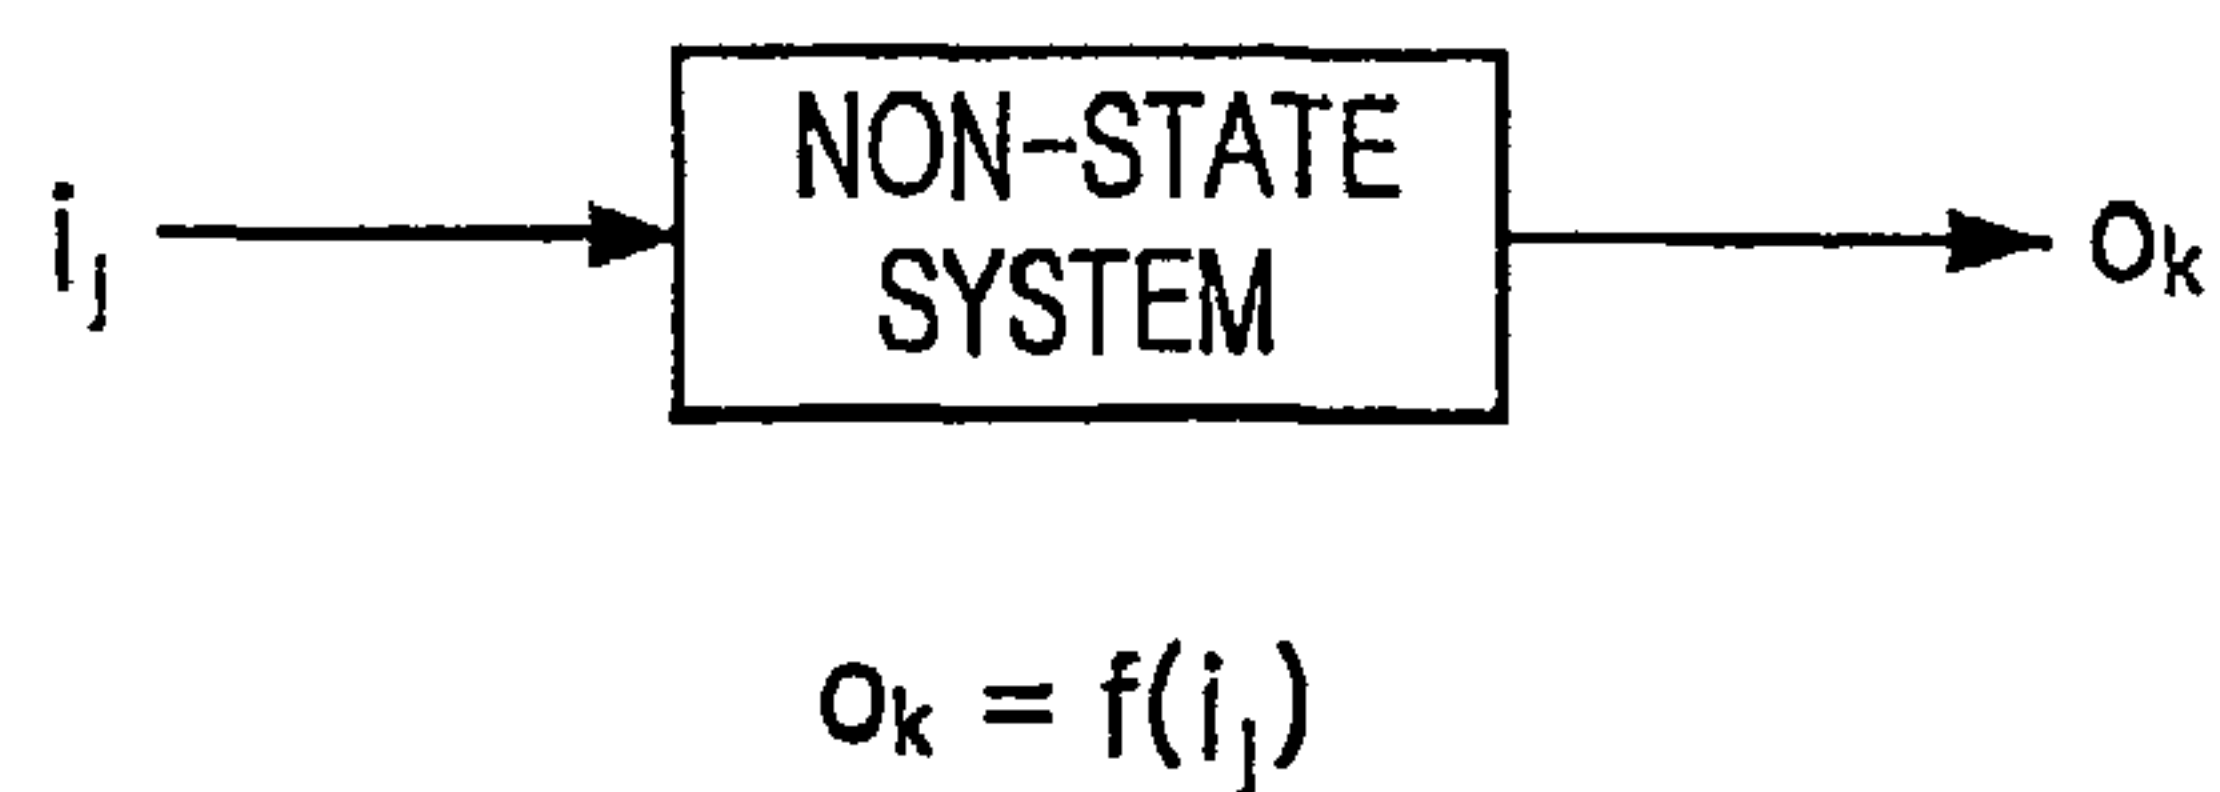 NON-STATE
SYSTEM
i_j
o_k
o_k = f(i_j)